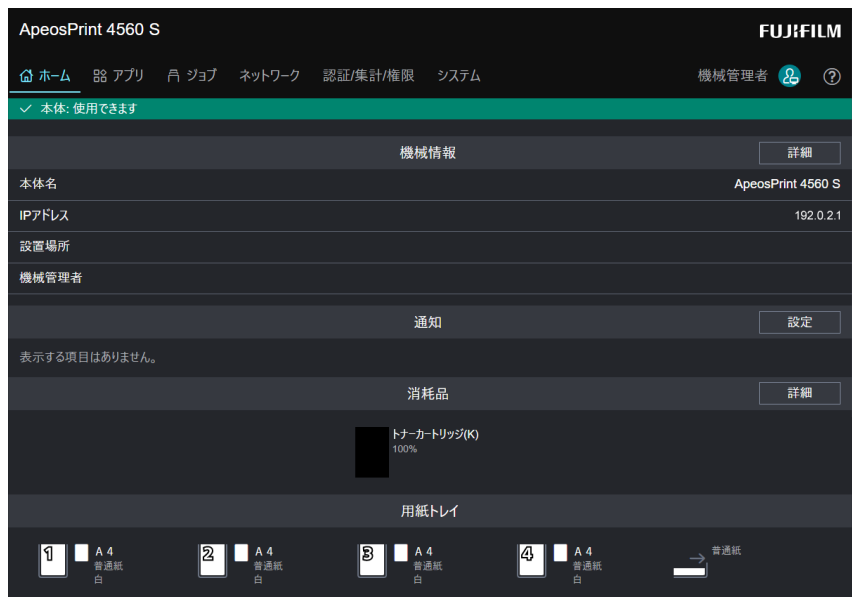 ApeosPrint 4560 S
FUJIFILM
ホーム アプリ ジョブ ネットワーク 認証/集計/権限 システム 機械管理者
本体: 使用できます
機械情報 詳細
本体名 ApeosPrint 4560 S
IPアドレス 192.0.2.1
設置場所
機械管理者
通知 設定
表示する項目はありません。
消耗品 詳細
トナーカートリッジ(K)
100%
用紙トレイ
1 A 4
普通紙
白
2 A 4
普通紙
白
3 A 4
普通紙
白
4 A 4
普通紙
白
普通紙